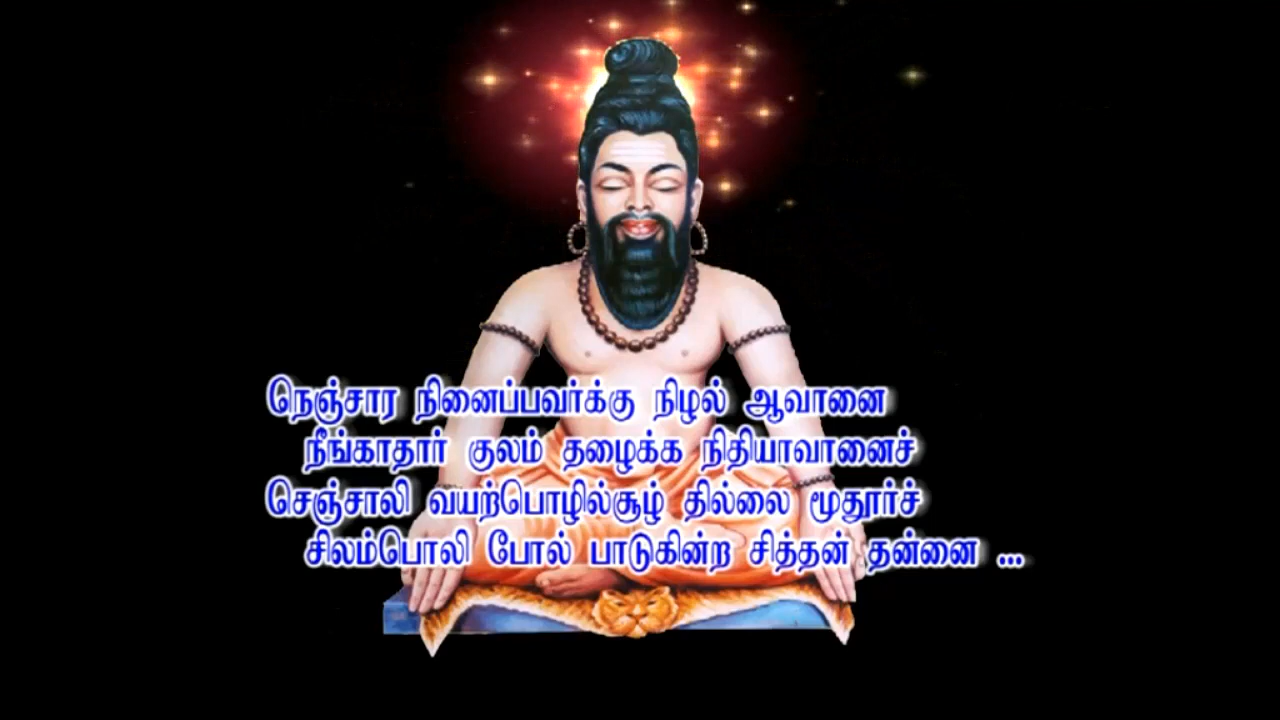 நெஞ்சார நினைப்பவர்க்கு நிழல் ஆவானை
நீங்காதார் குலம் தழைக்க நிதியாவானைச்
செஞ்சாலி வயற்பொழில்சூழ் தில்லை மூதூர்ச்
சிலம்பொலி போல் பாடுகின்ற சித்தன் தன்னை ...